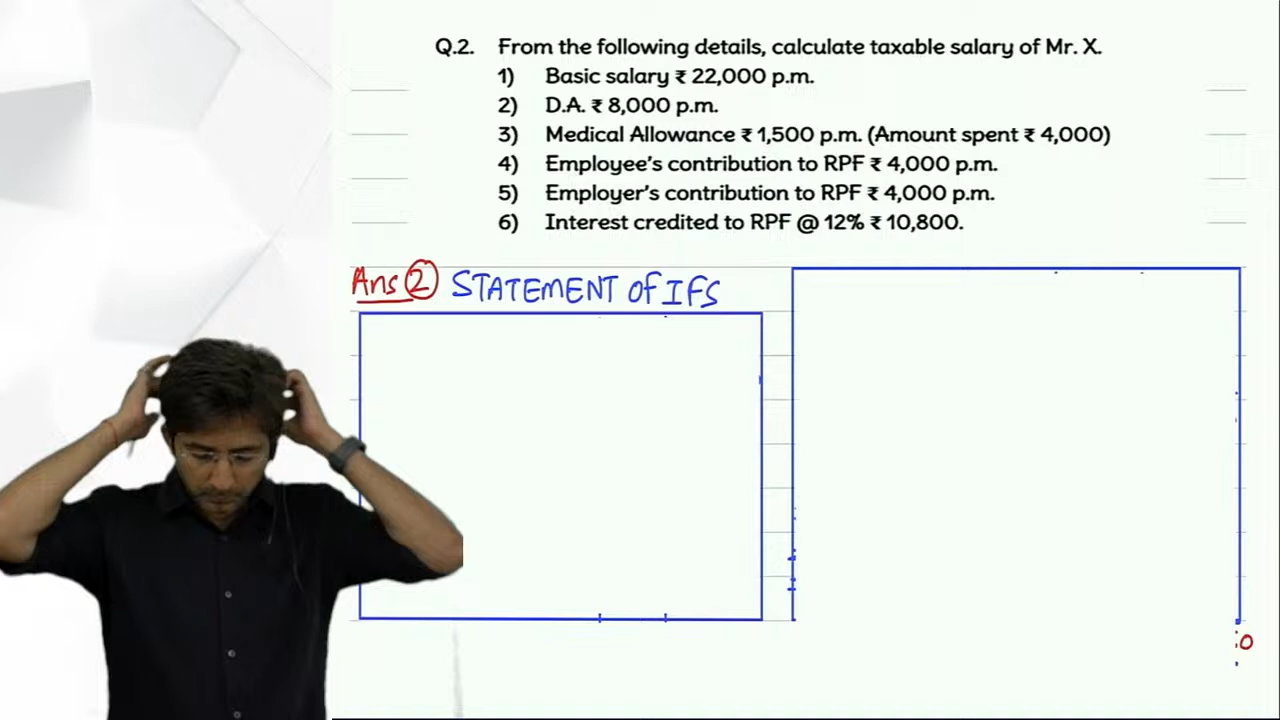 Q.2. From the following details, calculate taxable salary of Mr. X.
1) Basic salary ₹ 22,000 p.m.
2) D.A. ₹ 8,000 p.m.
3) Medical Allowance ₹ 1,500 p.m. (Amount spent ₹ 4,000)
4) Employee's contribution to RPF ₹ 4,000 p.m.
5) Employer's contribution to RPF ₹ 4,000 p.m.
6) Interest credited to RPF @ 12% ₹ 10,800.
Ans 2 STATEMENT Of IFS
0